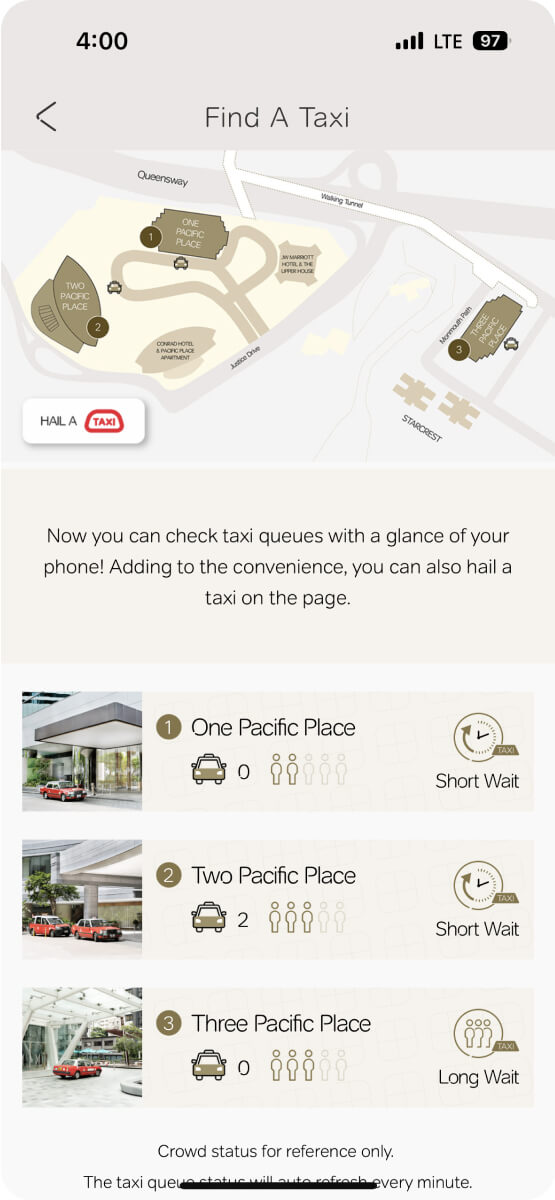 4:00 LTE 97
Find A Taxi
Queensway
Walking Tunnel
ONE
PACIFIC
PLACE
1
JW MARRIOTT
HOTEL & THE
UPPER HOUSE
TWO
PACIFIC
PLACE
2
Monmouth Path
THREE
PACIFIC
PLACE
3
CONRAD HOTEL
& PACIFIC PLACE
APARTMENT
Justice Drive
STARCREST
HAIL A TAXI
Now you can check taxi queues with a glance of your
phone! Adding to the convenience, you can also hail a
taxi on the page.
1 One Pacific Place
0
TAXI
Short Wait
2 Two Pacific Place
2
TAXI
Short Wait
3 Three Pacific Place
0
TAXI
Long Wait
Crowd status for reference only.
The taxi queue status will auto refresh every minute.